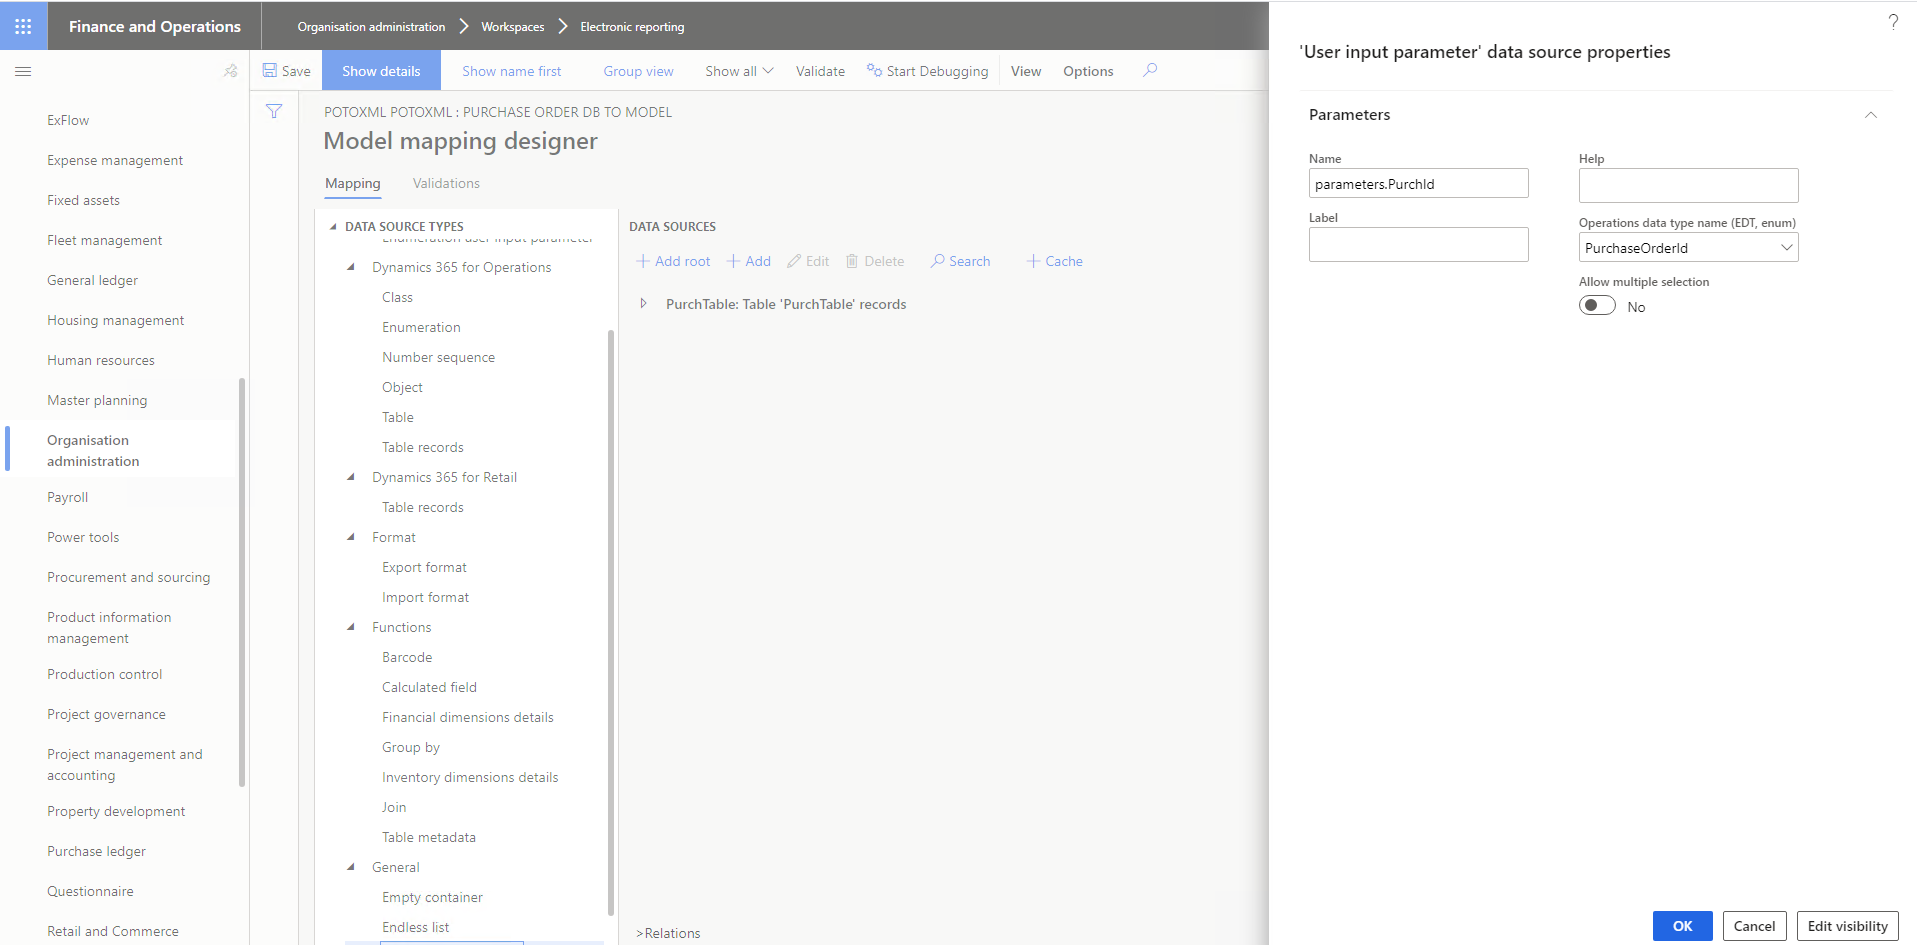 Finance and Operations
Organisation administration
Workspaces
Electronic reporting
Save
Show details
Show name first
Group view
Show all
Validate
Start Debugging
View
Options
ExFlow
Expense management
Fixed assets
Fleet management
General ledger
Housing management
Human resources
Master planning
Organisation
administration
Payroll
Power tools
Procurement and sourcing
Product information
management
Production control
Project governance
Project management and
accounting
Property development
Purchase ledger
Questionnaire
Retail and Commerce
POTOXML POTOXML : PURCHASE ORDER DB TO MODEL
Model mapping designer
Mapping
Validations
DATA SOURCE TYPES
Enumeration user input parameter
Dynamics 365 for Operations
Class
Enumeration
Number sequence
Object
Table
Table records
Dynamics 365 for Retail
Table records
Format
Export format
Import format
Functions
Barcode
Calculated field
Financial dimensions details
Group by
Inventory dimensions details
Join
Table metadata
General
Empty container
Endless list
DATA SOURCES
+ Add root
+ Add
Edit
Delete
Search
+ Cache
PurchTable: Table 'PurchTable' records
>Relations
?
'User input parameter' data source properties
Parameters
Name
parameters.PurchId
Label
Help
Operations data type name (EDT, enum)
PurchaseOrderId
Allow multiple selection
No
OK
Cancel
Edit visibility